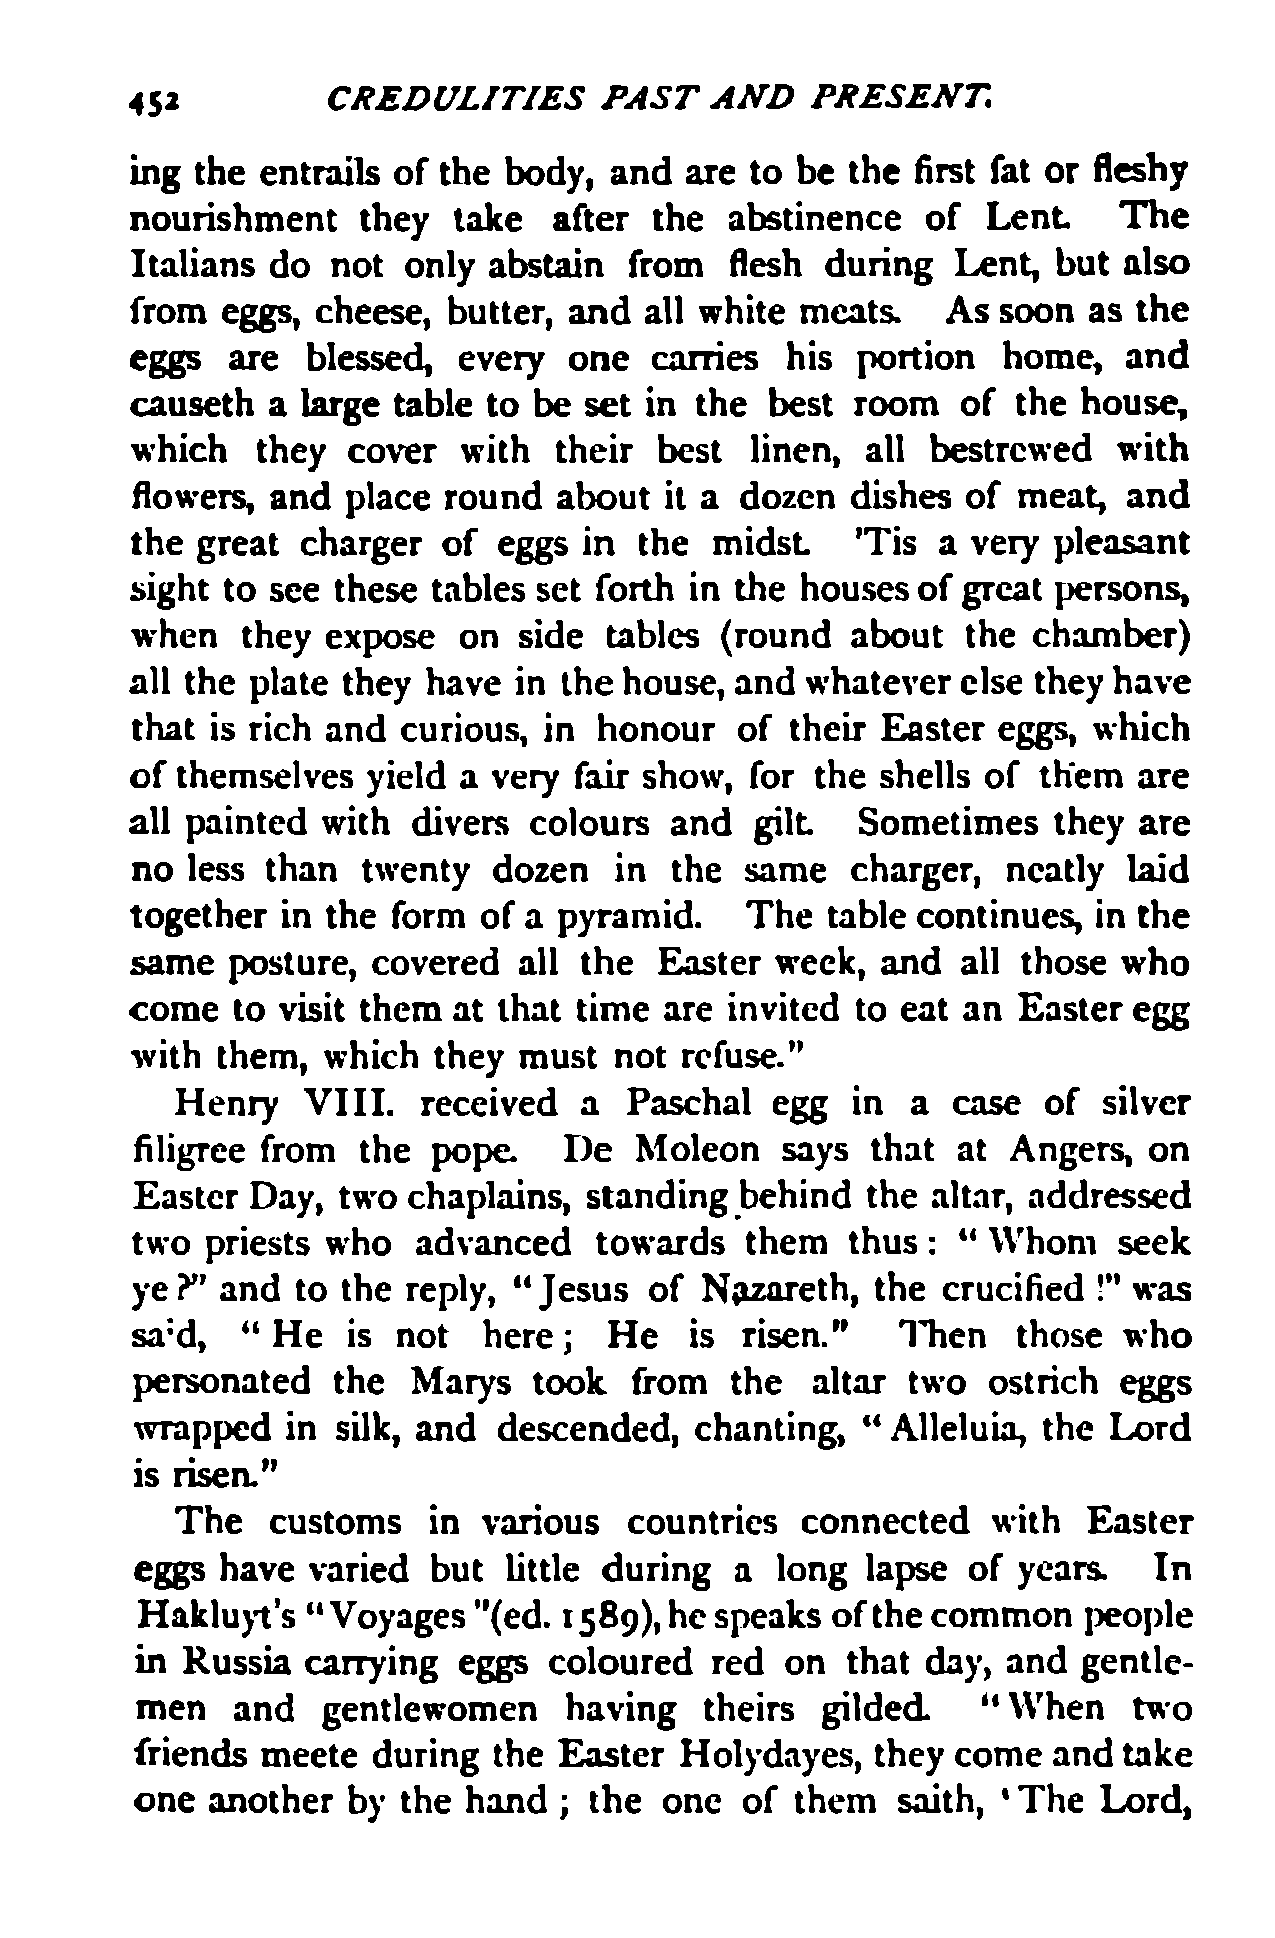 452 CREDULITIES PAST AND PRESENT.
ing the entrails of the body, and are to be the first fat or fleshy
nourishment they take after the abstinence of Lent. The
Italians do not only abstain from flesh during Lent, but also
from eggs, cheese, butter, and all white meats. As soon as the
eggs are blessed, every one carries his portion home, and
causeth a large table to be set in the best room of the house,
which they cover with their best linen, all bestrewed with
flowers, and place round about it a dozen dishes of meat, and
the great charger of eggs in the midst. 'Tis a very pleasant
sight to see these tables set forth in the houses of great persons,
when they expose on side tables (round about the chamber)
all the plate they have in the house, and whatever else they have
that is rich and curious, in honour of their Easter eggs, which
of themselves yield a very fair show, for the shells of them are
all painted with divers colours and gilt. Sometimes they are
no less than twenty dozen in the same charger, neatly laid
together in the form of a pyramid. The table continues, in the
same posture, covered all the Easter week, and all those who
come to visit them at that time are invited to eat an Easter egg
with them, which they must not refuse."
Henry VIII. received a Paschal egg in a case of silver
filigree from the pope. De Moleon says that at Angers, on
Easter Day, two chaplains, standing behind the altar, addressed
two priests who advanced towards them thus: "Whom seek
ye?" and to the reply, "Jesus of Nazareth, the crucified!" was
said, "He is not here; He is risen." Then those who
personated the Marys took from the altar two ostrich eggs
wrapped in silk, and descended, chanting, "Alleluia, the Lord
is risen."
The customs in various countries connected with Easter
eggs have varied but little during a long lapse of years. In
Hakluyt's "Voyages" (ed. 1589), he speaks of the common people
in Russia carrying eggs coloured red on that day, and gentle-
men and gentlewomen having theirs gilded. "When two
friends meete during the Easter Holydayes, they come and take
one another by the hand; the one of them saith, 'The Lord,